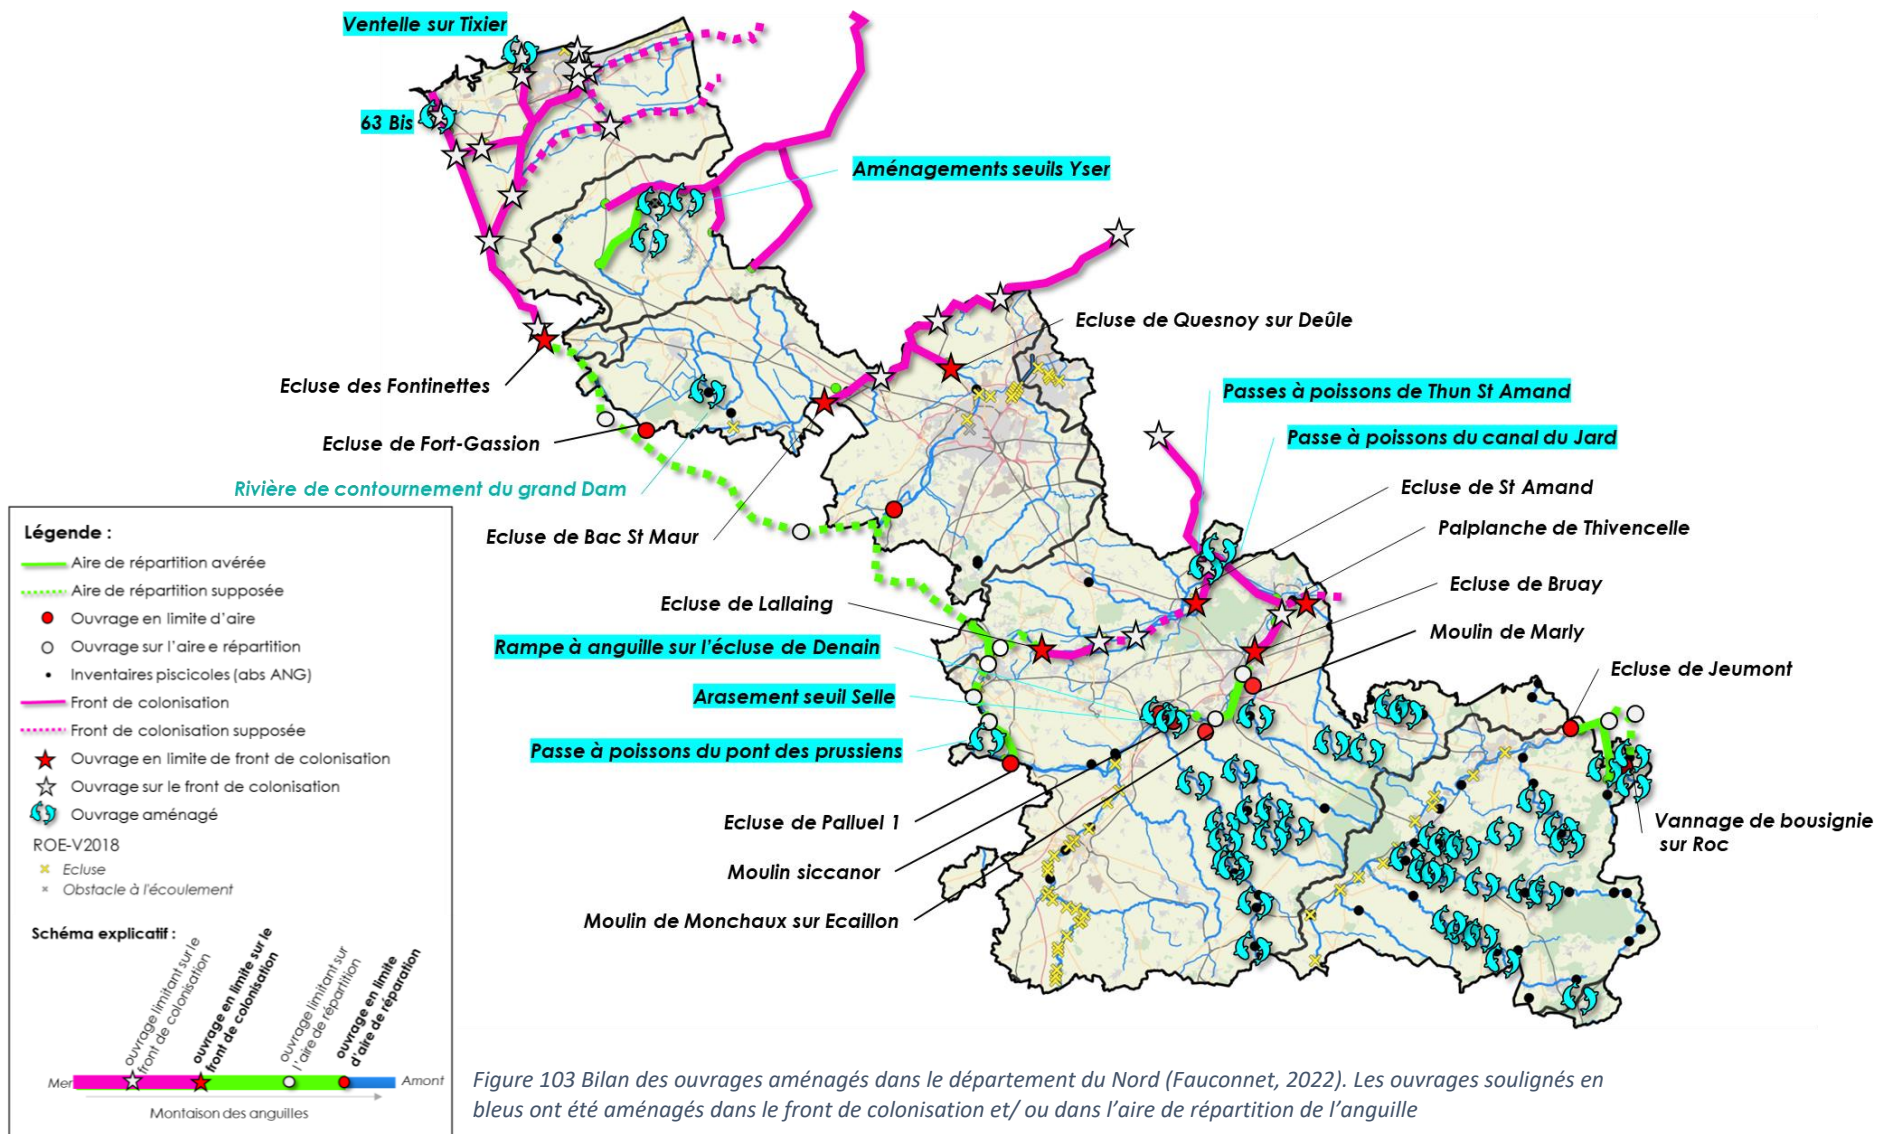 Ventelle sur Tixier
63 Bis
Aménagements seuils Yser
Ecluse de Quesnoy sur Deûle
Ecluse des Fontinettes
Passes à poissons de Thun St Amand
Passe à poissons du canal du Jard
Ecluse de Fort-Gassion
Rivière de contournement du grand Dam
Ecluse de St Amand
Palplanche de Thivencelle
Ecluse de Bac St Maur
Ecluse de Bruay
Ecluse de Lallaing
Moulin de Marly
Rampe à anguille sur l'écluse de Denain
Ecluse de Jeumont
Arasement seuil Selle
Passe à poissons du pont des prussiens
Ecluse de Palluel 1
Vannage de bousignie
sur Roc
Moulin siccanor
Moulin de Monchaux sur Ecaillon
Légende :
Aire de répartition avérée
Aire de répartition supposée
Ouvrage en limite d'aire
Ouvrage sur l'aire répartition
Inventaires piscicoles (abs ANG)
Front de colonisation
Front de colonisation supposée
Ouvrage en limite de front de colonisation
Ouvrage sur le front de colonisation
Ouvrage aménagé
ROE-V2018
Ecluse
Obstacle à l'écoulement
Schéma explicatif :
ouvrage limitant sur le
front de colonisation
ouvrage en limite sur le
front de colonisation
ouvrage limitant sur
l'aire de répartition
ouvrage en limite
d'aire de réparation
Mer
Amont
Montaison des anguilles
Figure 103 Bilan des ouvrages aménagés dans le département du Nord (Fauconnet, 2022). Les ouvrages soulignés en
bleus ont été aménagés dans le front de colonisation et/ ou dans l'aire de répartition de l'anguille